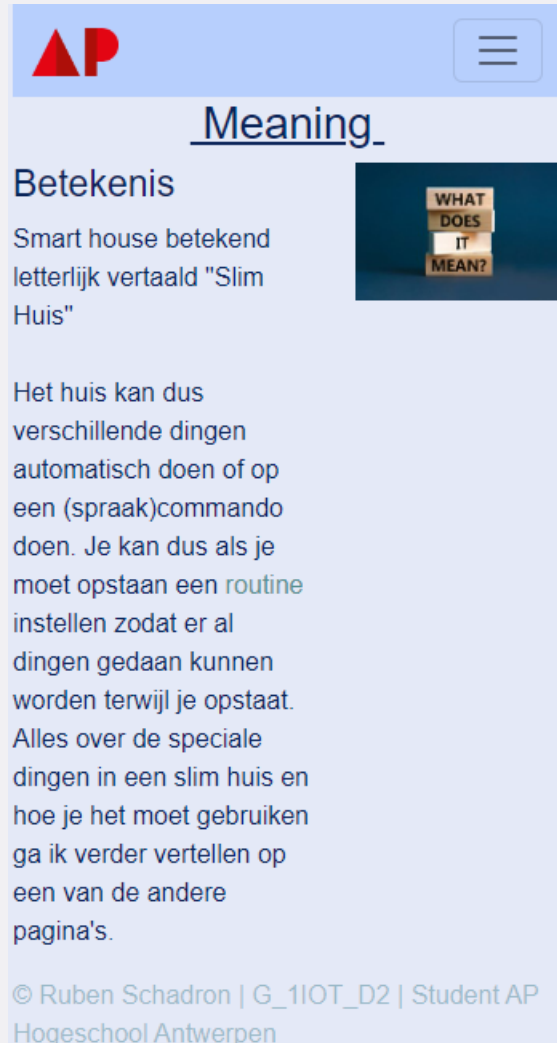 AP
Meaning
Betekenis
WHAT
DOES
IT
MEAN?
Smart house betekend
letterlijk vertaald "Slim
Huis"
Het huis kan dus
verschillende dingen
automatisch doen of op
een (spraak)commando
doen. Je kan dus als je
moet opstaan een routine
instellen zodat er al
dingen gedaan kunnen
worden terwijl je opstaat.
Alles over de speciale
dingen in een slim huis en
hoe je het moet gebruiken
ga ik verder vertellen op
een van de andere
pagina's.
© Ruben Schadron | G_1IOT_D2 | Student AP
Hogeschool Antwerpen